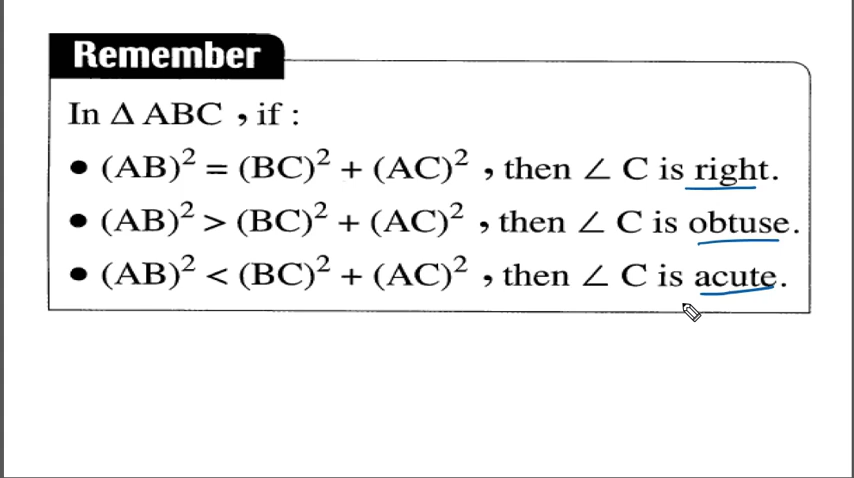 Remember
In Δ ABC , if :
• (AB)² = (BC)² + (AC)² , then ∠ C is right.
• (AB)² > (BC)² + (AC)² , then ∠ C is obtuse.
• (AB)² < (BC)² + (AC)² , then ∠ C is acute.